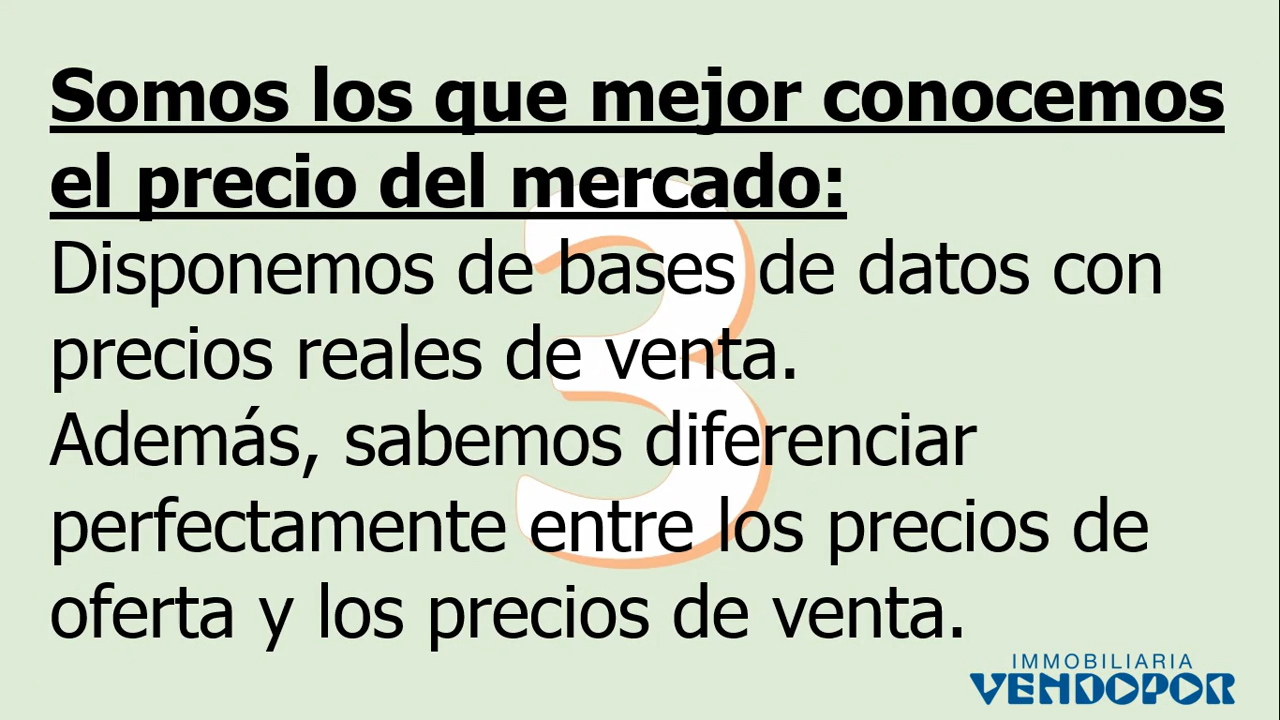 Somos los que mejor conocemos
el precio del mercado:
Disponemos de bases de datos con
precios reales de venta.
Además, sabemos diferenciar
perfectamente entre los precios de
oferta y los precios de venta.
3
IMMOBILIARIA
VENDOPOR